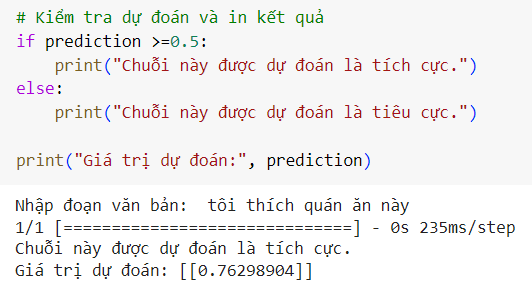 # Kiểm tra dự đoán và in kết quả
if prediction >=0.5:
    print("Chuỗi này được dự đoán là tích cực.")
else:
    print("Chuỗi này được dự đoán là tiêu cực.")
print("Giá trị dự đoán:", prediction)
Nhập đoạn văn bản:  tôi thích quán ăn này
1/1 [==============================] - 0s 235ms/step
Chuỗi này được dự đoán là tích cực.
Giá trị dự đoán: [[0.76298904]]